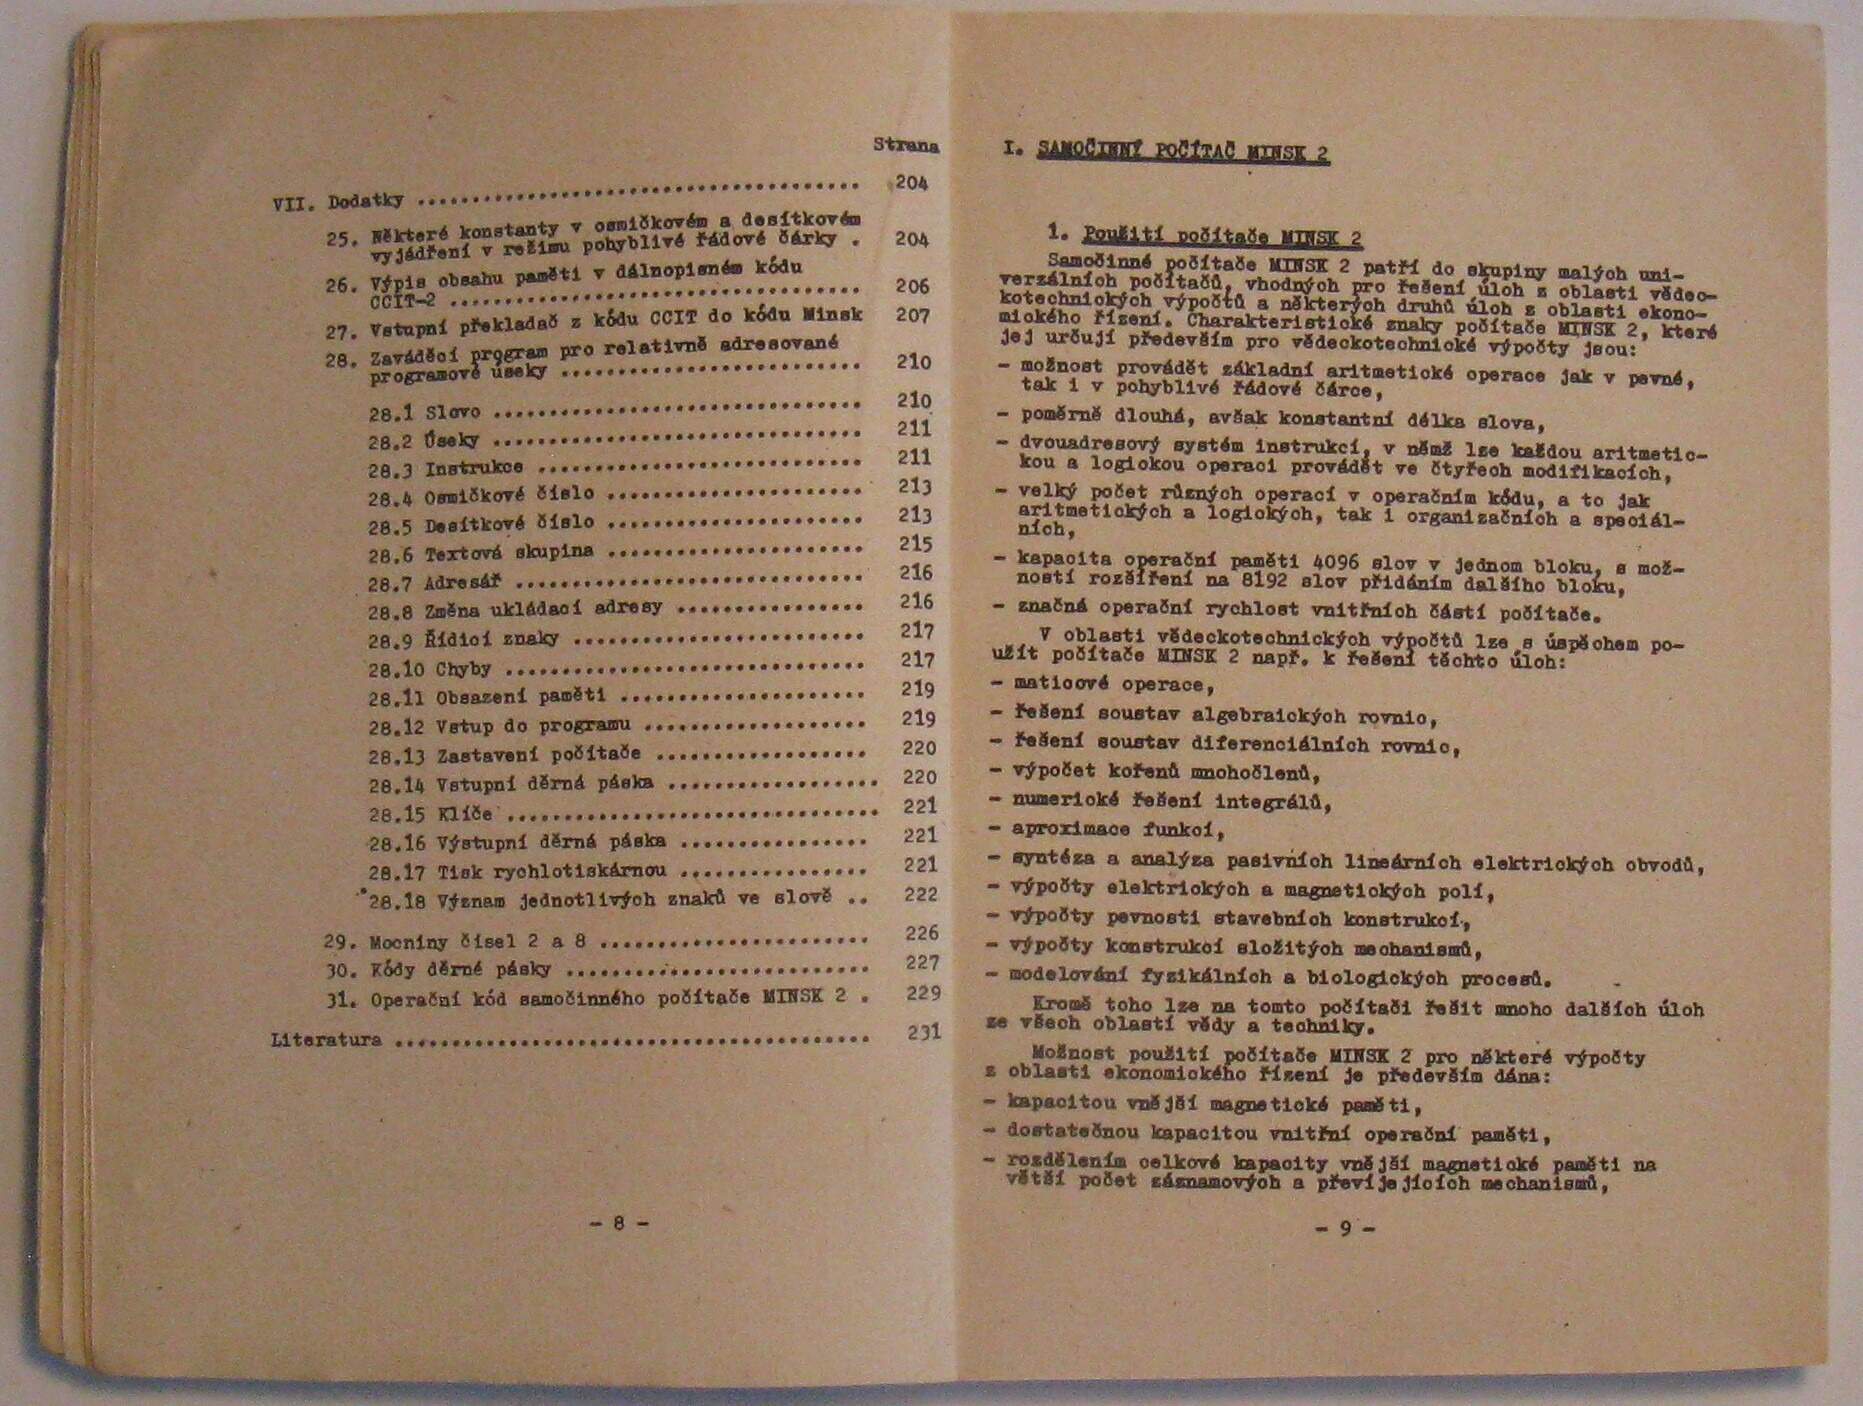 Strana
VII. Dodatky ....................................... 204
25. Některé konstanty v osmičkovém a desítkovém
vyjádření v režimu pohyblivé řádové čárky . 204
26. Výpis obsahu paměti v dálnopisném kódu
CCIT-2 .................................... 206
27. Vstupní překladač z kódu CCIT do kódu Minsk 207
28. Zaváděcí program pro relativně adresované
programové úseky .......................... 210
28.1 Slovo ................................ 210
28.2 Úseky ................................ 211
28.3 Instrukce ............................ 211
28.4 Osmičkové číslo ...................... 213
28.5 Desítkové číslo ...................... 213
28.6 Textová skupina ...................... 215
28.7 Adresář .............................. 216
28.8 Změna ukládací adresy ................ 216
28.9 Řídicí znaky ......................... 217
28.10 Chyby ............................... 217
28.11 Obsazení paměti ..................... 219
28.12 Vstup do programu ................... 219
28.13 Zastavení počítače .................. 220
28.14 Vstupní děrná páska ................... 220
28.15 Klíče ................................. 221
28.16 Výstupní děrná páska ................ 221
28.17 Tisk rychlotiskárnou ................ 221
28.18 Význam jednotlivých znaků ve slově .. 222
29. Mocniny čísel 2 a 8 ....................... 226
30. Kódy děrné pásky .......................... 227
31. Operační kód samočinného počítače MINSK 2 . 229
Literatura ......................................... 231
- 8 -
I. SAMOČINNÝ POČÍTAČ MINSK 2
1. Použití počítače MINSK 2
Samočinné počítače MINSK 2 patří do skupiny malých uni-
verzálních počítačů, vhodných pro řešení úloh z oblasti vědec-
kotechnických výpočtů a některých druhů úloh z oblasti ekono-
mického řízení. Charakteristické znaky počítače MINSK 2, které
jej určují především pro vědeckotechnické výpočty jsou:
- možnost provádět základní aritmetické operace jak v pevné,
tak i v pohyblivé řádové čárce,
- poměrně dlouhá, avšak konstantní délka slova,
- dvouadresový systém instrukcí, v němž lze každou aritmetic-
kou a logickou operaci provádět ve čtyřech modifikacích,
- velký počet různých operací v operačním kódu, a to jak
aritmetických a logických, tak i organizačních a speciál-
ních,
- kapacita operační paměti 4096 slov v jednom bloku, s mož-
ností rozšíření na 8192 slov přidáním dalšího bloku,
- značná operační rychlost vnitřních částí počítače.
V oblasti vědeckotechnických výpočtů lze s úspěchem po-
užít počítače MINSK 2 např. k řešení těchto úloh:
- maticové operace,
- řešení soustav algebraických rovnic,
- řešení soustav diferenciálních rovnic,
- výpočet kořenů mnohočlenů,
- numerické řešení integrálů,
- aproximace funkcí,
- syntéza a analýza pasivních lineárních elektrických obvodů,
- výpočty elektrických a magnetických polí,
- výpočty pevnosti stavebních konstrukcí,
- výpočty konstrukcí složitých mechanismů,
- modelování fyzikálních a biologických procesů.
Kromě toho lze na tomto počítači řešit mnoho dalších úloh
ze všech oblastí vědy a techniky.
Možnost použití počítače MINSK 2 pro některé výpočty
z oblasti ekonomického řízení je především dána:
- kapacitou vnější magnetické paměti,
- dostatečnou kapacitou vnitřní operační paměti,
- rozdělením celkové kapacity vnější magnetické paměti na
větší počet záznamových a převíjejících mechanismů,
- 9 -